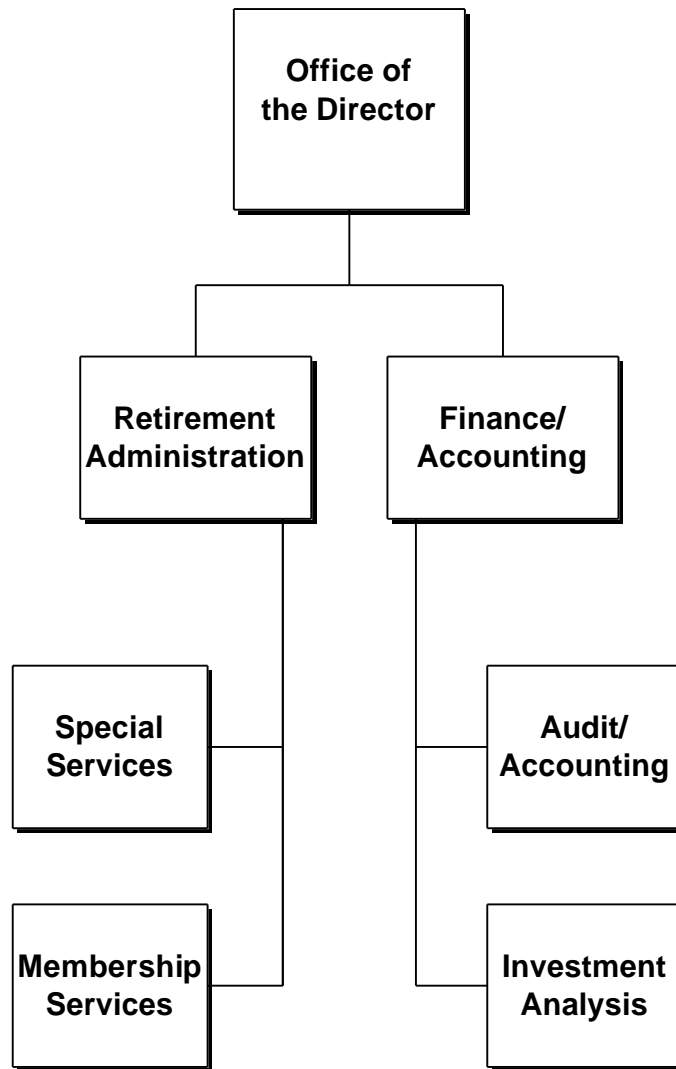 Office of
the Director
Retirement
Administration
Finance/
Accounting
Special
Services
Audit/
Accounting
Membership
Services
Investment
Analysis